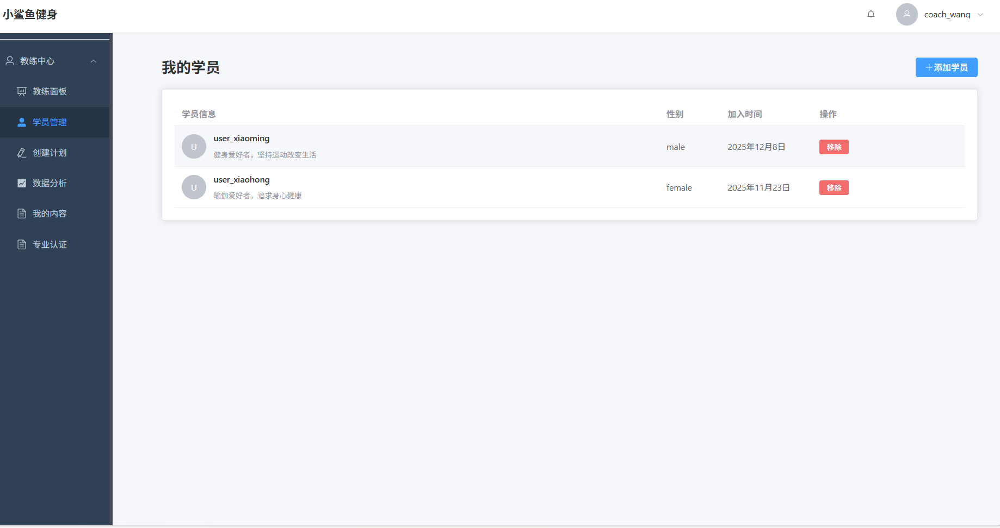 小鲨鱼健身
coach_wang
教练中心
教练面板
学员管理
创建计划
数据分析
我的内容
专业认证
我的学员
添加学员
学员信息 性别 加入时间 操作
U user_xiaoming male 2025年12月8日 移除
健身爱好者，坚持运动改变生活
U user_xiaohong female 2025年11月23日 移除
瑜伽爱好者，追求身心健康